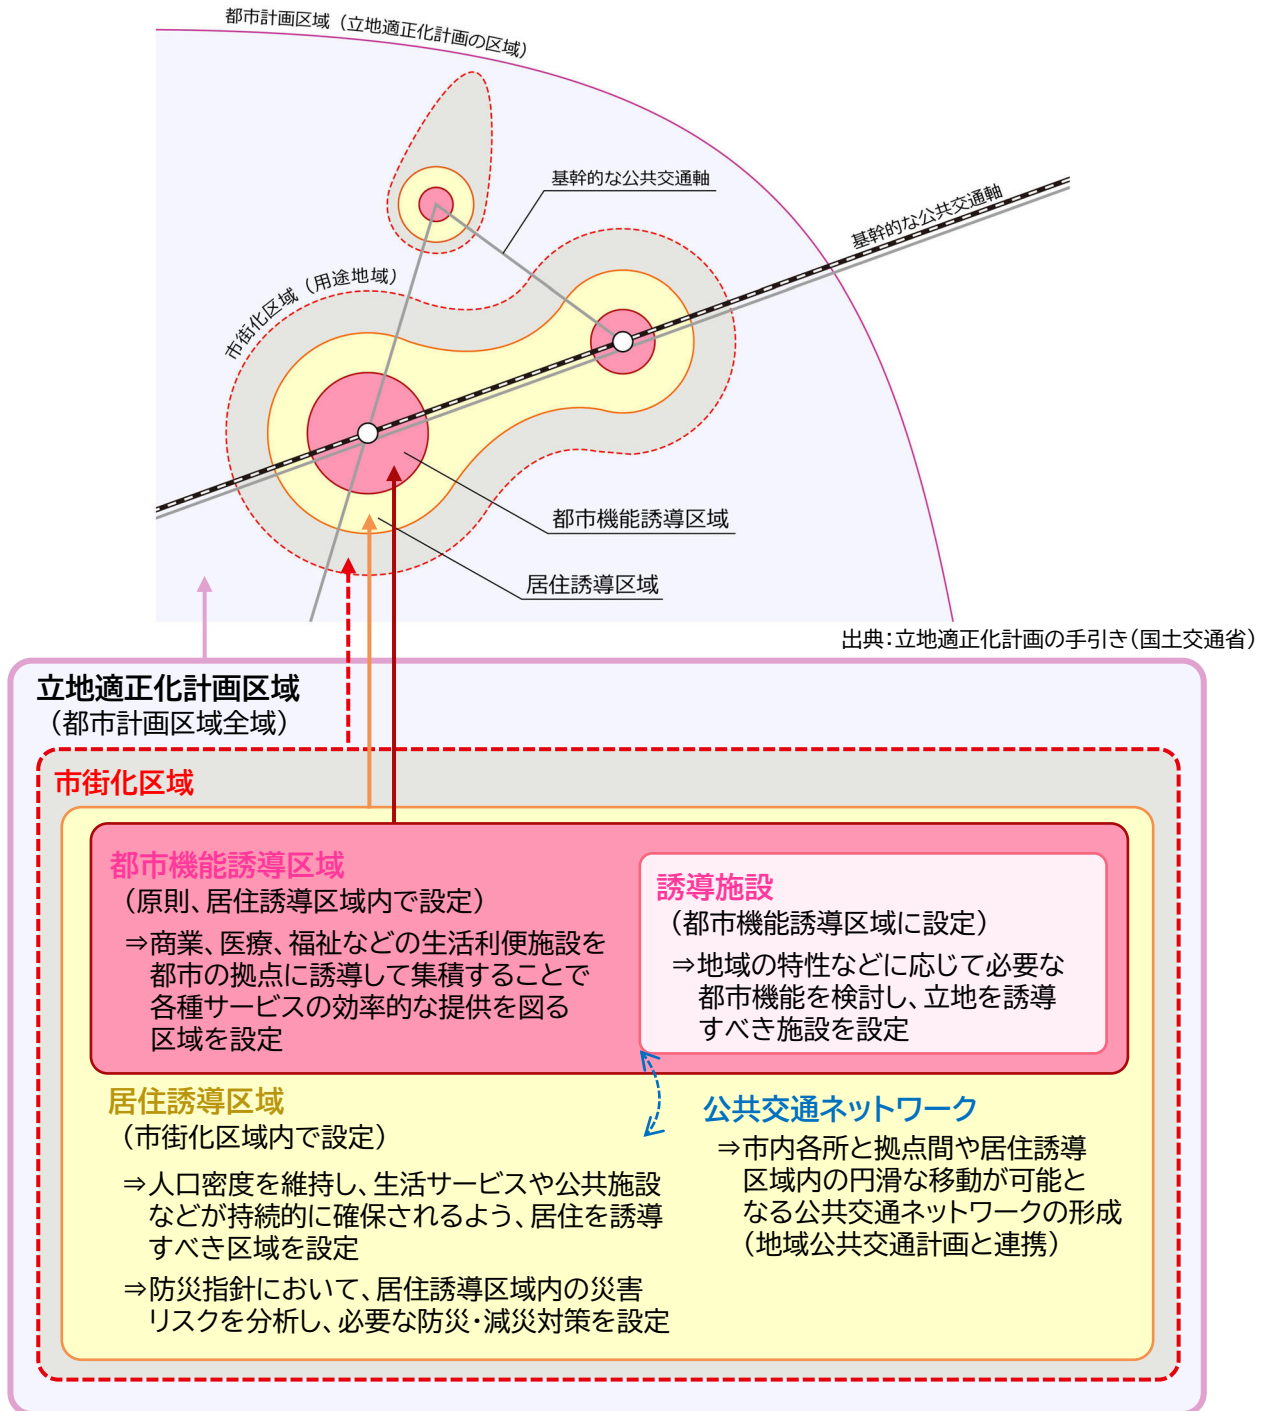 都市計画区域（立地適正化計画の区域）
基幹的な公共交通軸
基幹的な公共交通軸
市街化区域（用途地域）
都市機能誘導区域
居住誘導区域
出典：立地適正化計画の手引き（国土交通省）
立地適正化計画区域
（都市計画区域全域）
市街化区域
都市機能誘導区域
（原則、居住誘導区域内で設定）
⇒商業、医療、福祉などの生活利便施設を
都市の拠点に誘導して集積することで
各種サービスの効率的な提供を図る
区域を設定
誘導施設
（都市機能誘導区域に設定）
⇒地域の特性などに応じて必要な
都市機能を検討し、立地を誘導
すべき施設を設定
居住誘導区域
（市街化区域内で設定）
⇒人口密度を維持し、生活サービスや公共施設
などが持続的に確保されるよう、居住を誘導
すべき区域を設定
⇒防災指針において、居住誘導区域内の災害
リスクを分析し、必要な防災・減災対策を設定
公共交通ネットワーク
⇒市内各所と拠点間や居住誘導
区域内の円滑な移動が可能と
なる公共交通ネットワークの形成
（地域公共交通計画と連携）